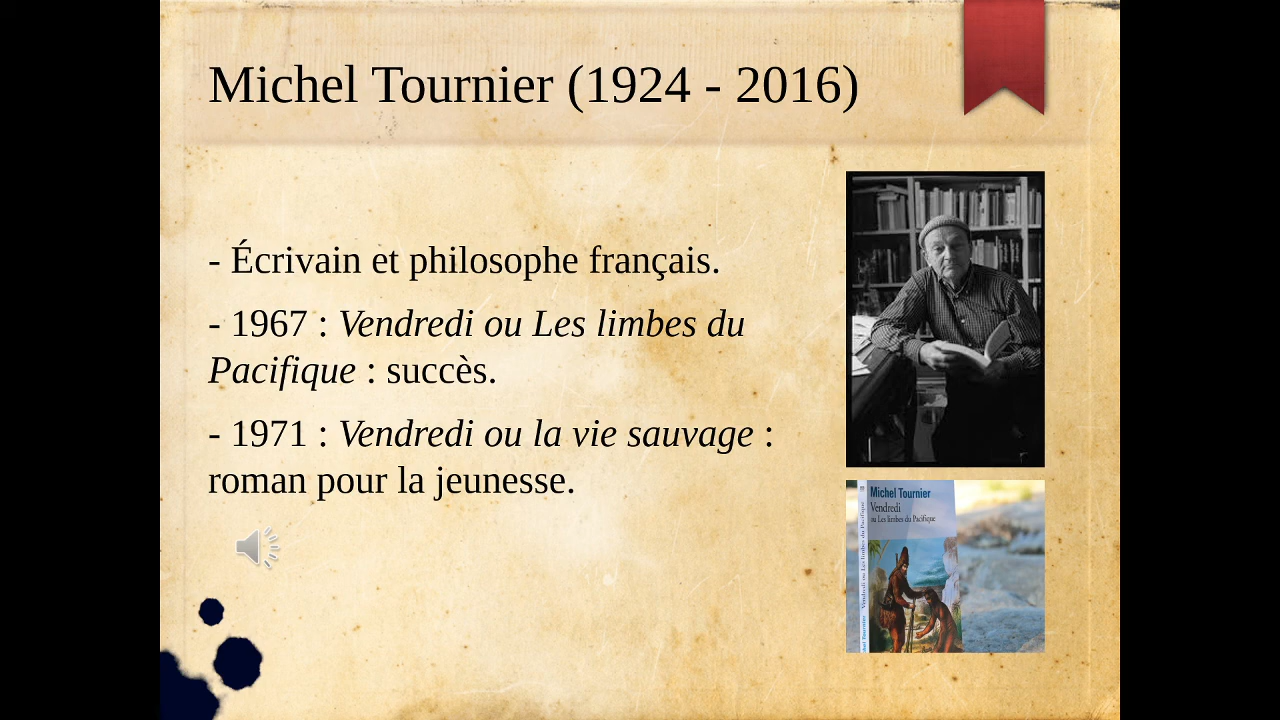 Michel Tournier (1924 - 2016)
- Écrivain et philosophe français.
- 1967 : Vendredi ou Les limbes du
Pacifique : succès.
- 1971 : Vendredi ou la vie sauvage :
roman pour la jeunesse.
Michel Tournier
Vendredi
ou Les limbes du Pacifique